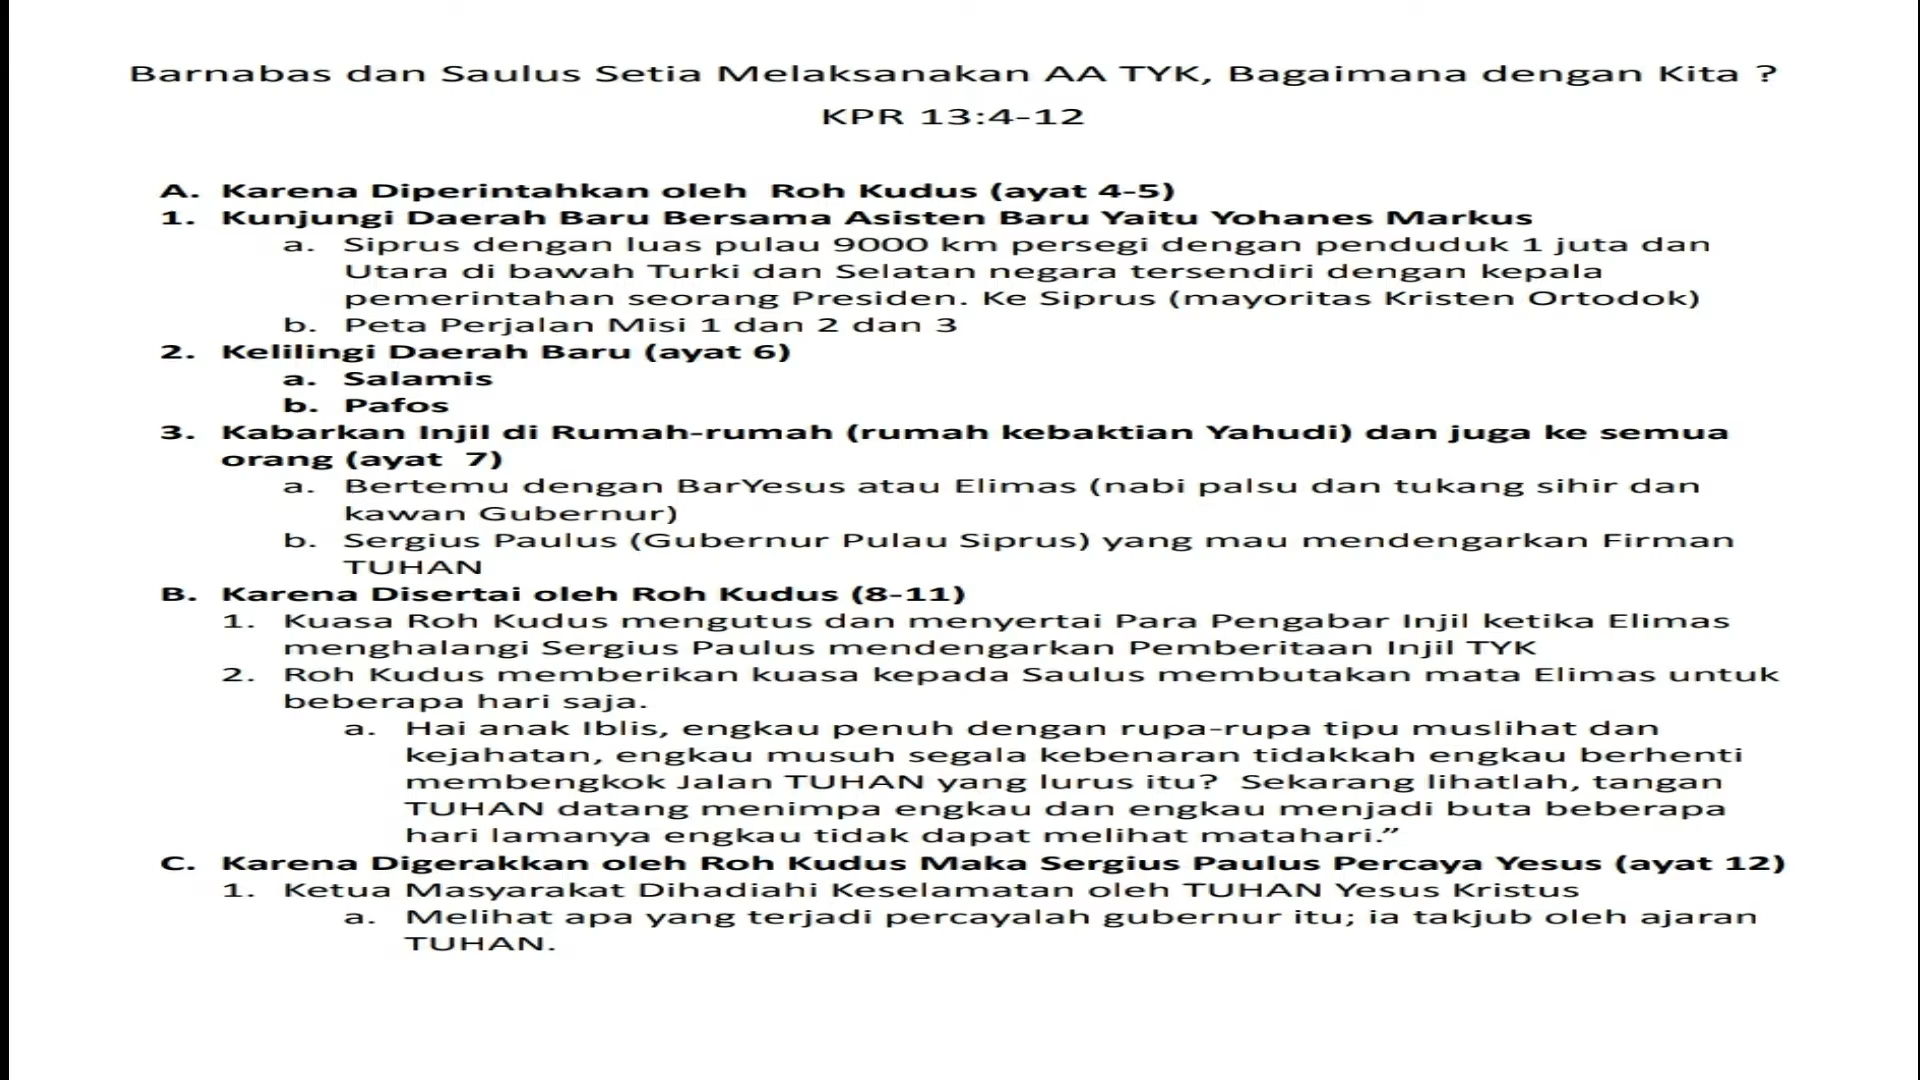 Barnabas dan Saulus Setia Melaksanakan AA TYK, Bagaimana dengan Kita ?
KPR 13:4-12
A. Karena Diperintahkan oleh Roh Kudus (ayat 4-5)
1. Kunjungi Daerah Baru Bersama Asisten Baru Yaitu Yohanes Markus
a. Siprus dengan luas pulau 9000 km persegi dengan penduduk 1 juta dan
Utara di bawah Turki dan Selatan negara tersendiri dengan kepala
pemerintahan seorang Presiden. Ke Siprus (mayoritas Kristen Ortodok)
b. Peta Perjalan Misi 1 dan 2 dan 3
2. Kelilingi Daerah Baru (ayat 6)
a. Salamis
b. Pafos
3. Kabarkan Injil di Rumah-rumah (rumah kebaktian Yahudi) dan juga ke semua
orang (ayat 7)
a. Bertemu dengan BarYesus atau Elimas (nabi palsu dan tukang sihir dan
kawan Gubernur)
b. Sergius Paulus (Gubernur Pulau Siprus) yang mau mendengarkan Firman
TUHAN
B. Karena Disertai oleh Roh Kudus (8-11)
1. Kuasa Roh Kudus mengutus dan menyertai Para Pengabar Injil ketika Elimas
menghalangi Sergius Paulus mendengarkan Pemberitaan Injil TYK
2. Roh Kudus memberikan kuasa kepada Saulus membutakan mata Elimas untuk
beberapa hari saja.
a. Hai anak Iblis, engkau penuh dengan rupa-rupa tipu muslihat dan
kejahatan, engkau musuh segala kebenaran tidakkah engkau berhenti
membengkok Jalan TUHAN yang lurus itu? Sekarang lihatlah, tangan
TUHAN datang menimpa engkau dan engkau menjadi buta beberapa
hari lamanya engkau tidak dapat melihat matahari.”
C. Karena Digerakkan oleh Roh Kudus Maka Sergius Paulus Percaya Yesus (ayat 12)
1. Ketua Masyarakat Dihadiahi Keselamatan oleh TUHAN Yesus Kristus
a. Melihat apa yang terjadi percayalah gubernur itu; ia takjub oleh ajaran
TUHAN.